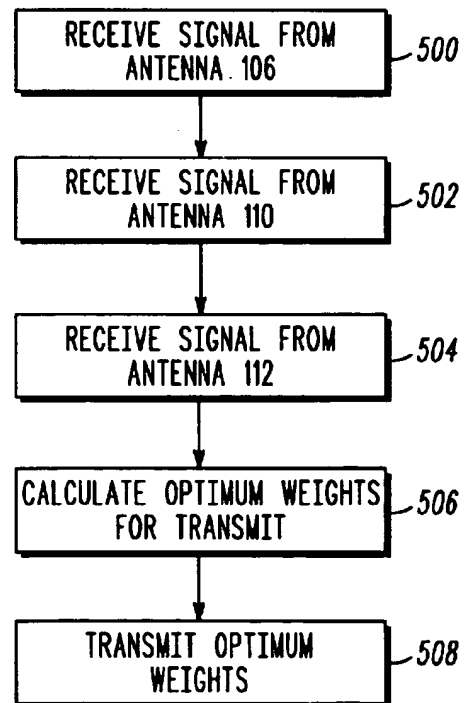 RECEIVE SIGNAL FROM
ANTENNA 106
500
RECEIVE SIGNAL FROM
ANTENNA 110
502
RECEIVE SIGNAL FROM
ANTENNA 112
504
CALCULATE OPTIMUM WEIGHTS
FOR TRANSMIT
506
TRANSMIT OPTIMUM
WEIGHTS
508